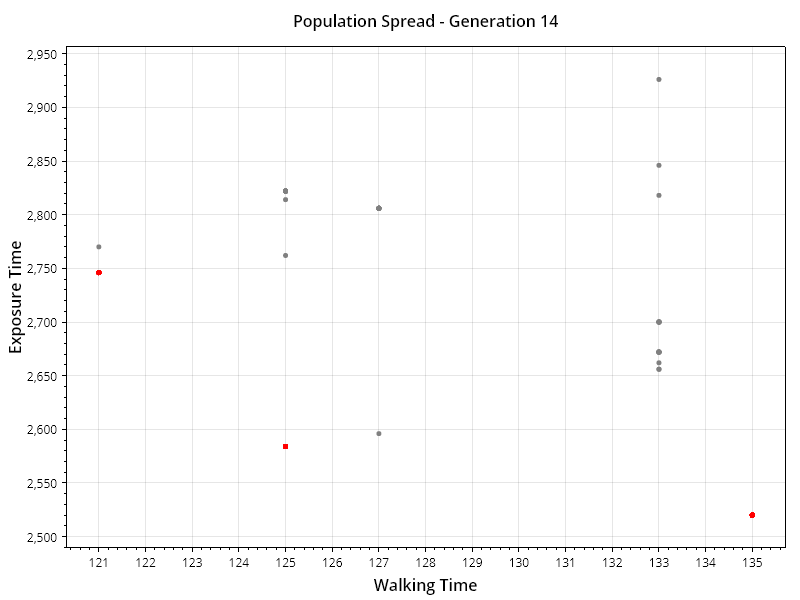 Population Spread - Generation 14
2,950
2,900
2,850
2,800
2,750
2,700
2,650
2,600
2,550
2,500
Exposure Time
121 122 123 124 125 126 127 128 129 130 131 132 133 134 135
Walking Time